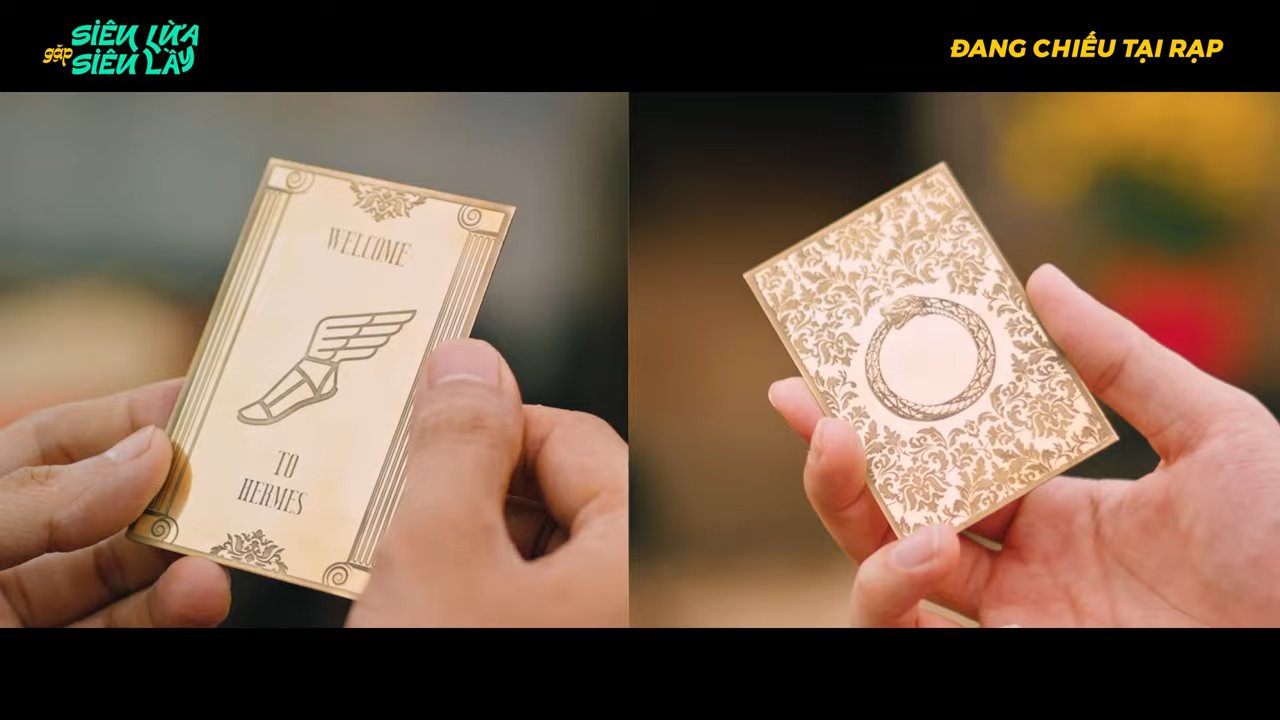 SIÊU LỪA
gặp SIÊU LẦY
ĐANG CHIẾU TẠI RẠP
WELCOME
TO
HERMES